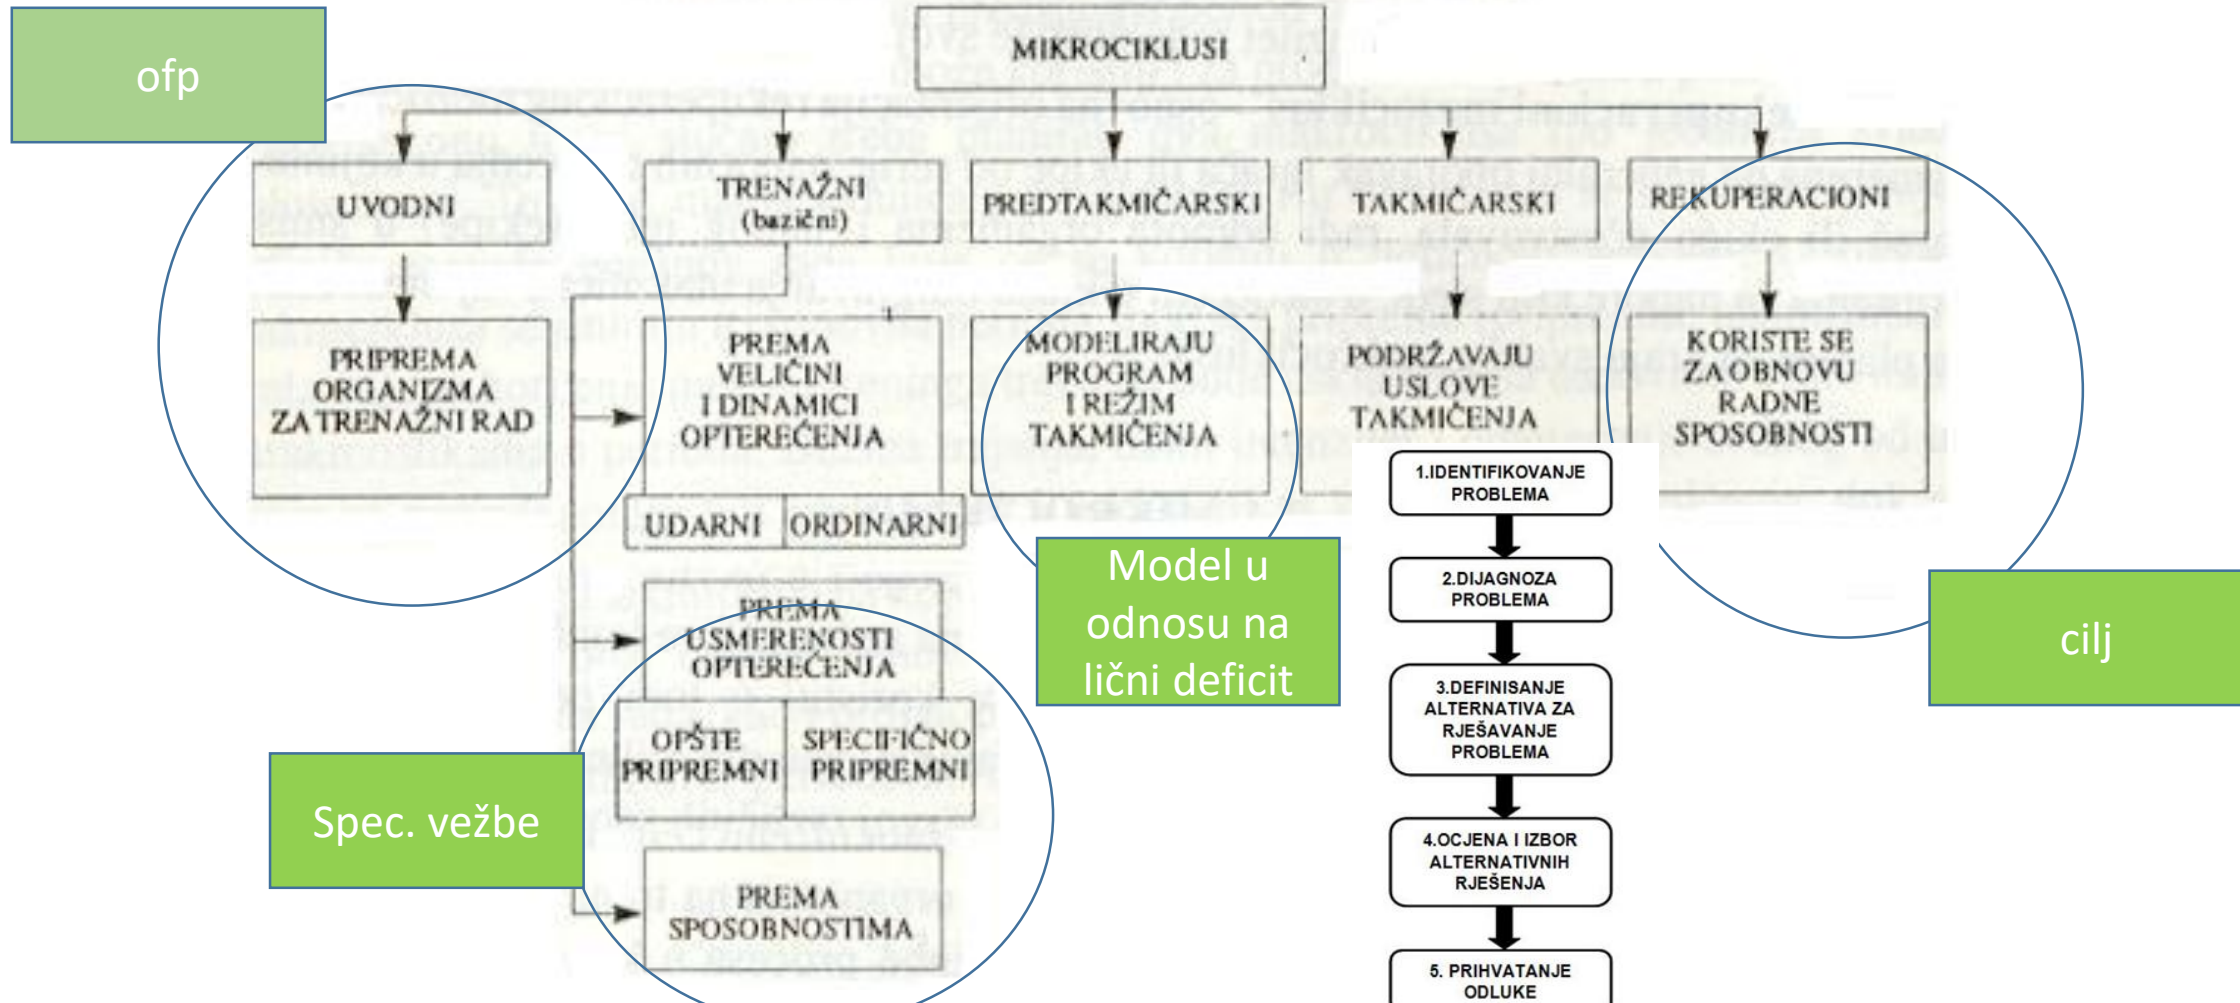 ofp
MIKROCIKLUSI
UVODNI
TRENAŽNI
(bazični)
PREDTAKMIČARSKI
TAKMIČARSKI
REKUPERACIONI
PRIPREMA
ORGANIZMA
ZA TRENAŽNI RAD
PREMA
VELIČINI
I DINAMICI
OPTEREĆENJA
UDARNI
ORDINARNI
MODELIRAJU
PROGRAM
I REŽIM
TAKMIČENJA
PODRŽAVAJU
USLOVE
TAKMIČENJA
KORISTE SE
ZA OBNOVU
RADNE
SPOSOBNOSTI
PREMA
USMERENOSTI
OPTEREĆENJA
OPŠTE
PRIPREMNI
SPECIFIČNO
PRIPREMNI
PREMA
SPOSOBNOSTIMA
Spec. vežbe
Model u
odnosu na
lični deficit
cilj
1.IDENTIFIKOVANJE
PROBLEMA
2.DIJAGNOZA
PROBLEMA
3.DEFINISANJE
ALTERNATIVA ZA
RJEŠAVANJE
PROBLEMA
4.OCJENA I IZBOR
ALTERNATIVNIH
RJEŠENJA
5. PRIHVATANJE
ODLUKE